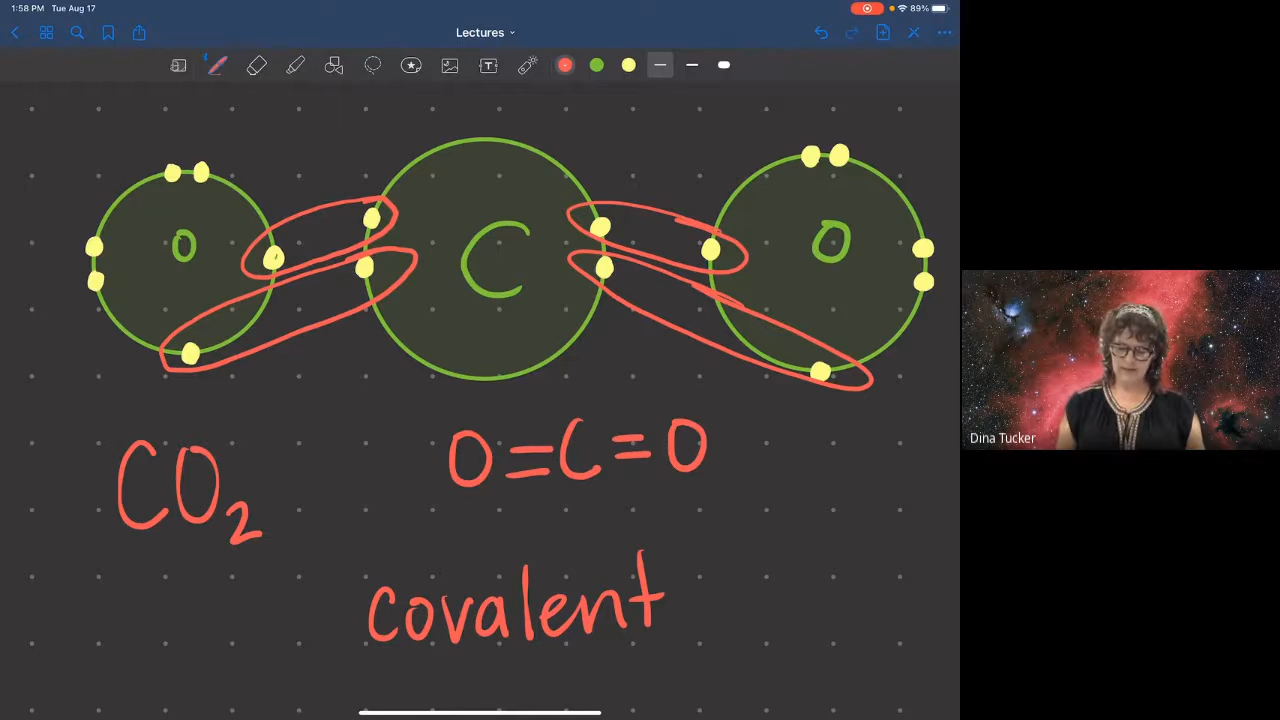 1:58 PM Tue Aug 17
89%
Lectures
T
O
C
O
CO₂
O=C=O
covalent
Dina Tucker